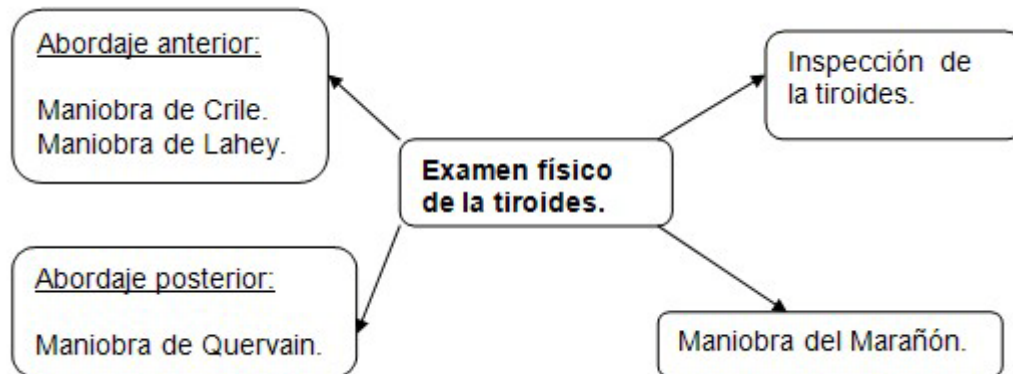 Abordaje anterior:
Maniobra de Crile.
Maniobra de Lahey.
Inspección de
la tiroides.
Examen físico
de la tiroides.
Abordaje posterior:
Maniobra de Quervain.
Maniobra del Marañón.